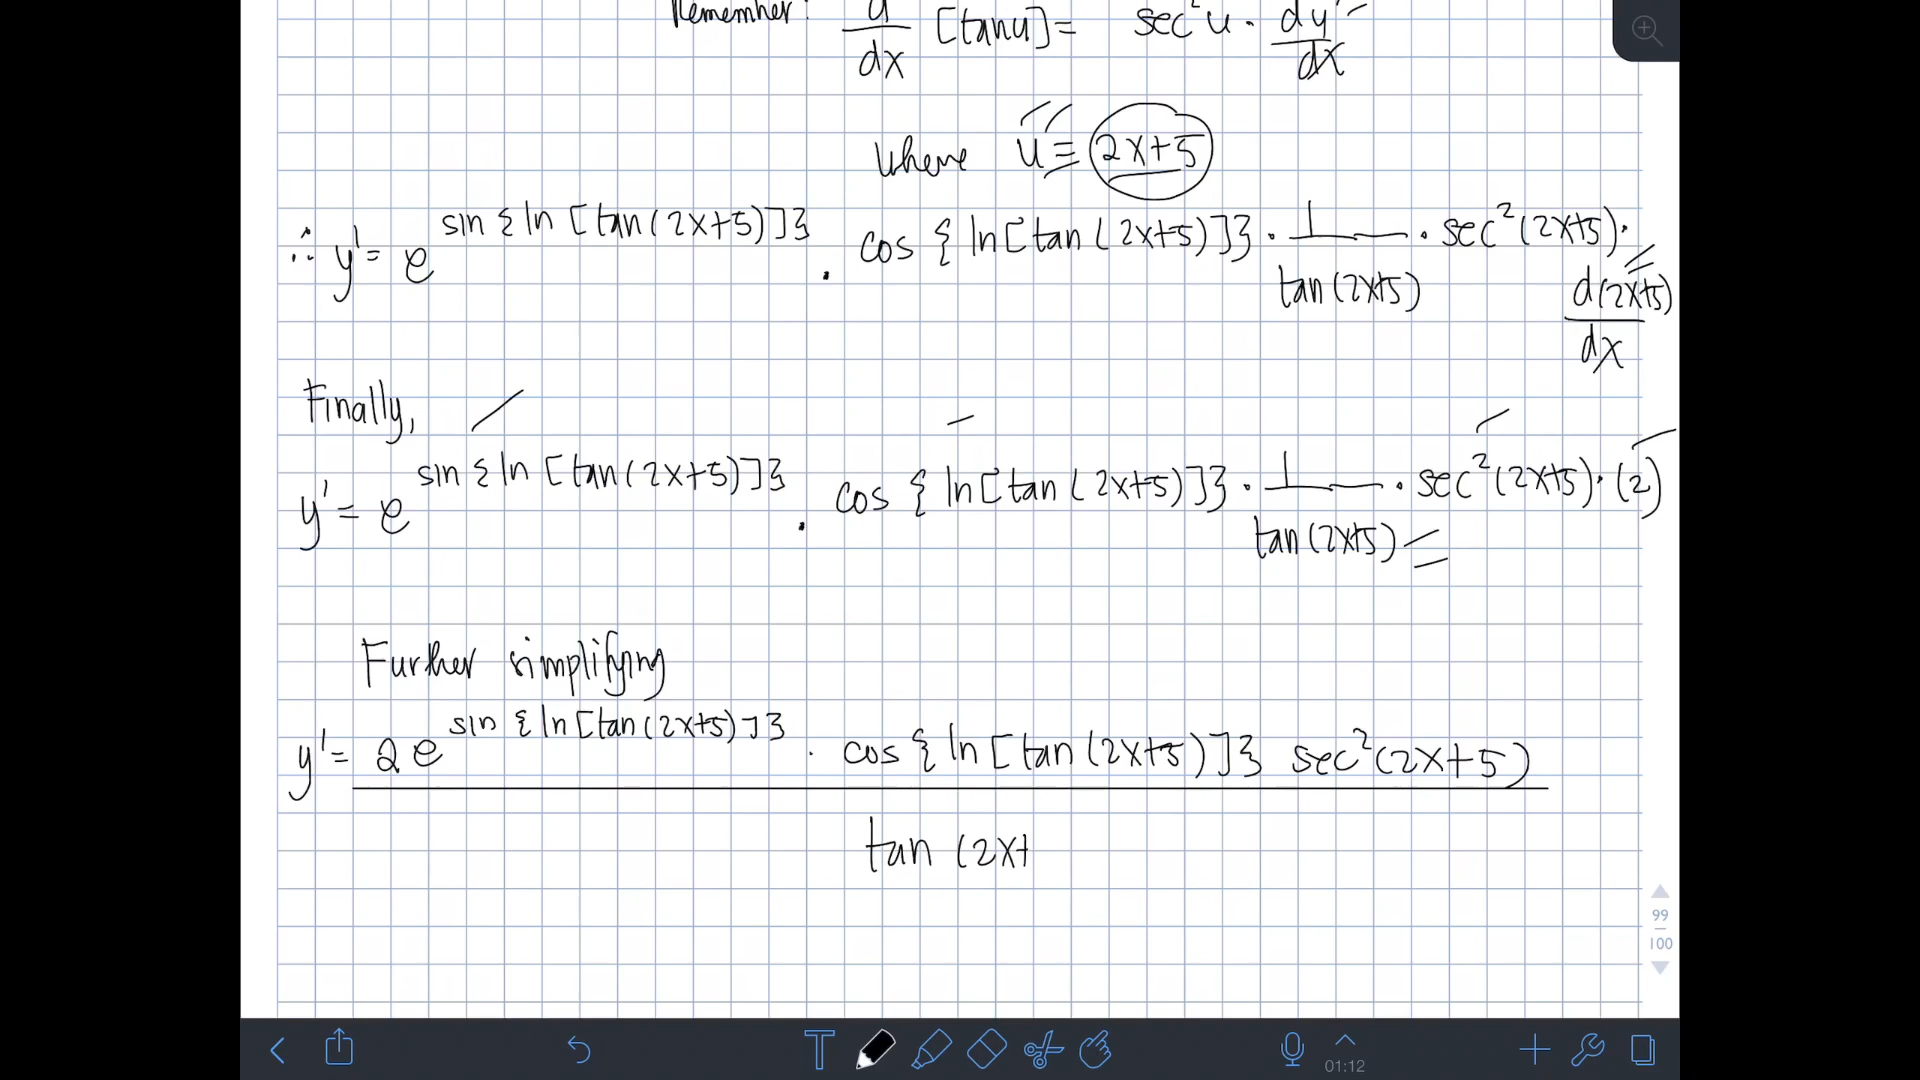 Remember: d/dx [tanu] = sec²u · dy/dx
where u = 2x+5
∴ y' = e^sin{ln[tan(2x+5)]} · cos{ln[tan(2x+5)]} · 1/tan(2x+5) · sec²(2x+5) · d(2x+5)/dx
Finally,
y' = e^sin{ln[tan(2x+5)]} · cos{ln[tan(2x+5)]} · 1/tan(2x+5) · sec²(2x+5) · (2)
Further simplifying
y' = 2e^sin{ln[tan(2x+5)]} · cos{ln[tan(2x+5)]} sec²(2x+5)
tan (2x+
99
100
T
01:12